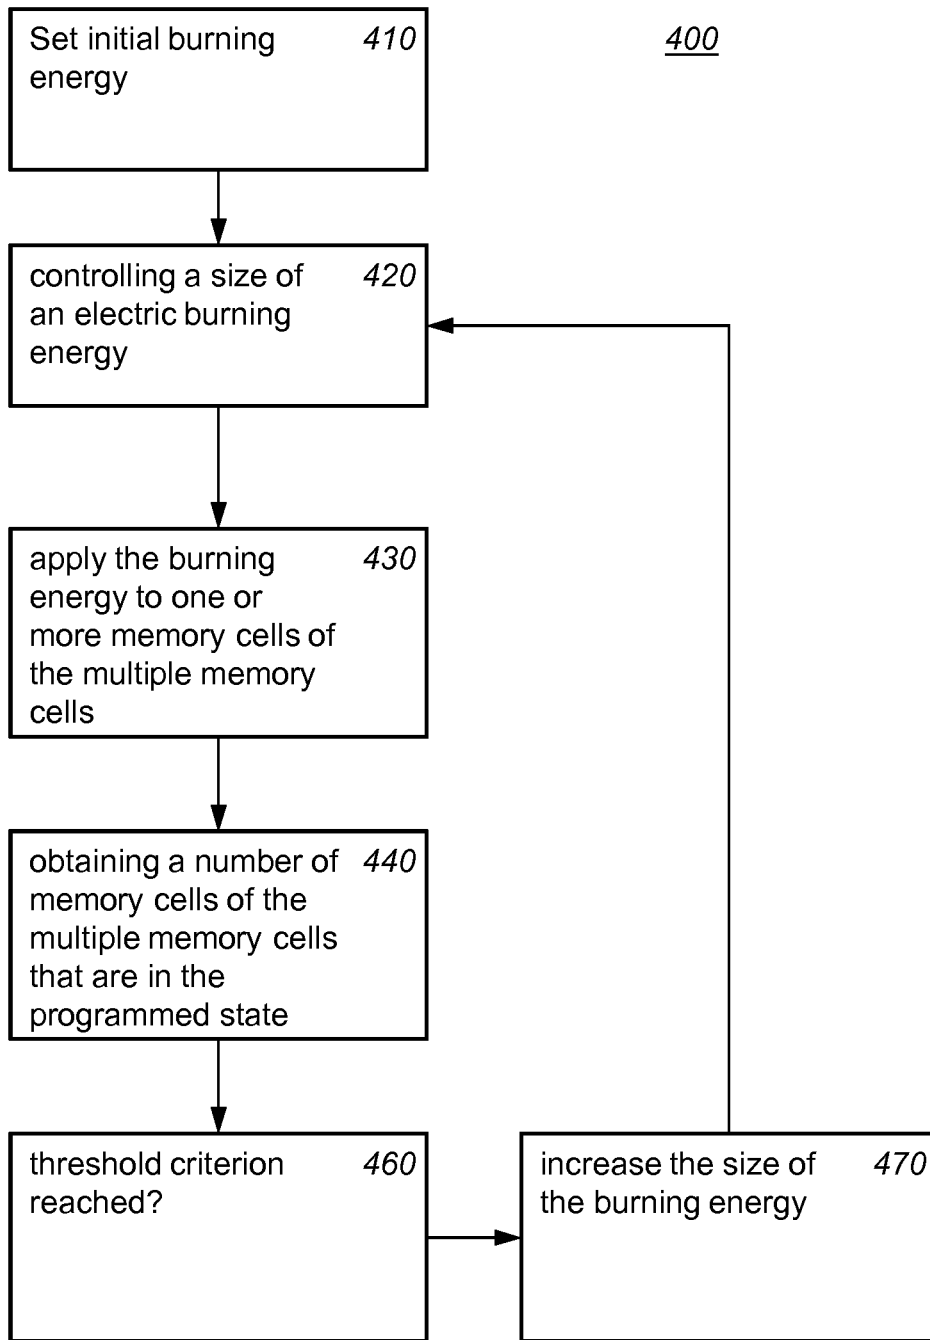 Set initial burning 410
energy
400
controlling a size of 420
an electric burning
energy
apply the burning 430
energy to one or
more memory cells of
the multiple memory
cells
obtaining a number of 440
memory cells of the
multiple memory cells
that are in the
programmed state
threshold criterion 460
reached?
increase the size of 470
the burning energy